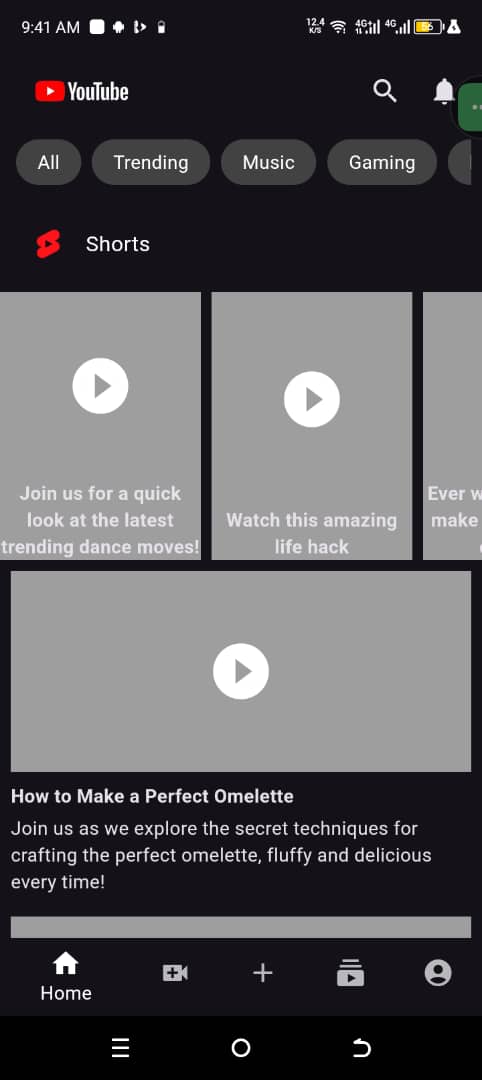 9:41 AM 12.4 K/S 4G 4G 56
YouTube
All Trending Music Gaming
Shorts
Join us for a quick
look at the latest
trending dance moves!
Watch this amazing
life hack
Ever
make
How to Make a Perfect Omelette
Join us as we explore the secret techniques for
crafting the perfect omelette, fluffy and delicious
every time!
Home